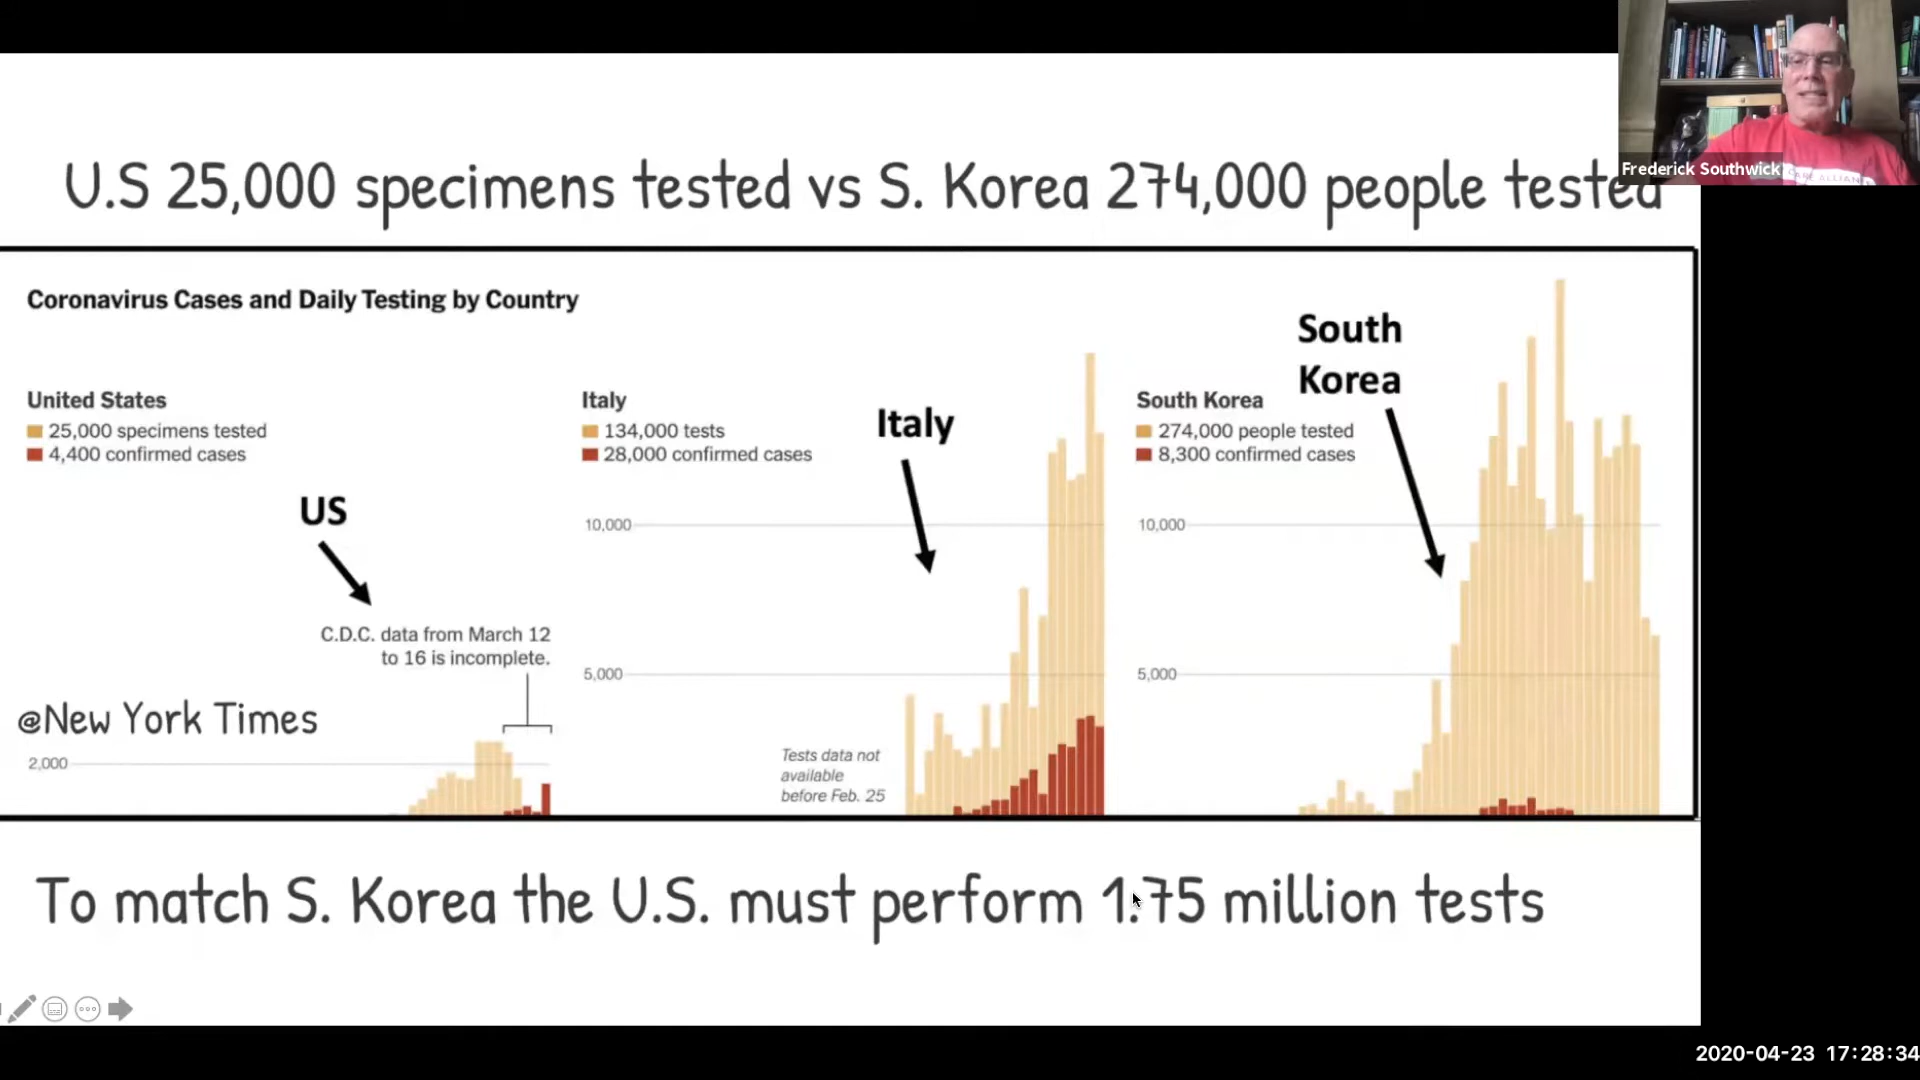 U.S 25,000 specimens tested vs S. Korea 274,000 people tested
Frederick Southwick
Coronavirus Cases and Daily Testing by Country
United States
25,000 specimens tested
4,400 confirmed cases
US
C.D.C. data from March 12
to 16 is incomplete.
@New York Times
2,000
Italy
134,000 tests
28,000 confirmed cases
Italy
10,000
5,000
Tests data not
available
before Feb. 25
South
Korea
South Korea
274,000 people tested
8,300 confirmed cases
10,000
5,000
To match S. Korea the U.S. must perform 1.75 million tests
2020-04-23 17:28:34